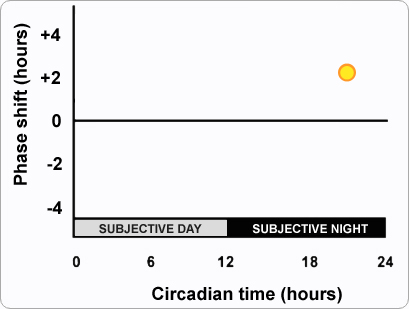 Phase shift (hours)
+4
+2
0
-2
-4
SUBJECTIVE DAY SUBJECTIVE NIGHT
0 6 12 18 24
Circadian time (hours)